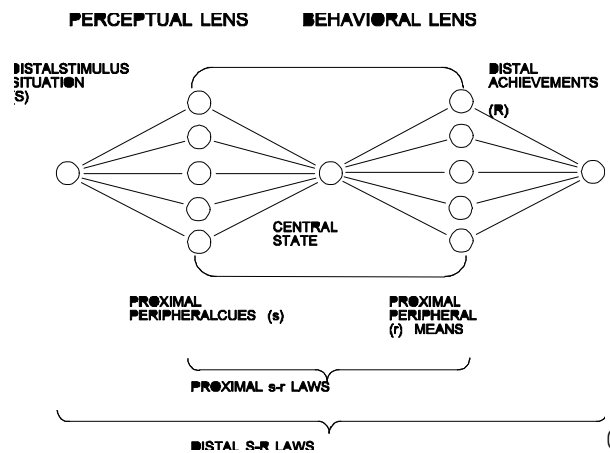 PERCEPTUAL LENS BEHAVIORAL LENS
DISTALSTIMULUS
SITUATION
(S)
DISTAL
ACHIEVEMENTS
(R)
CENTRAL
STATE
PROXIMAL
PERIPHERALCUES (s)
PROXIMAL
PERIPHERAL
(r) MEANS
PROXIMAL s-r LAWS
DISTAL S-R LAWS
(